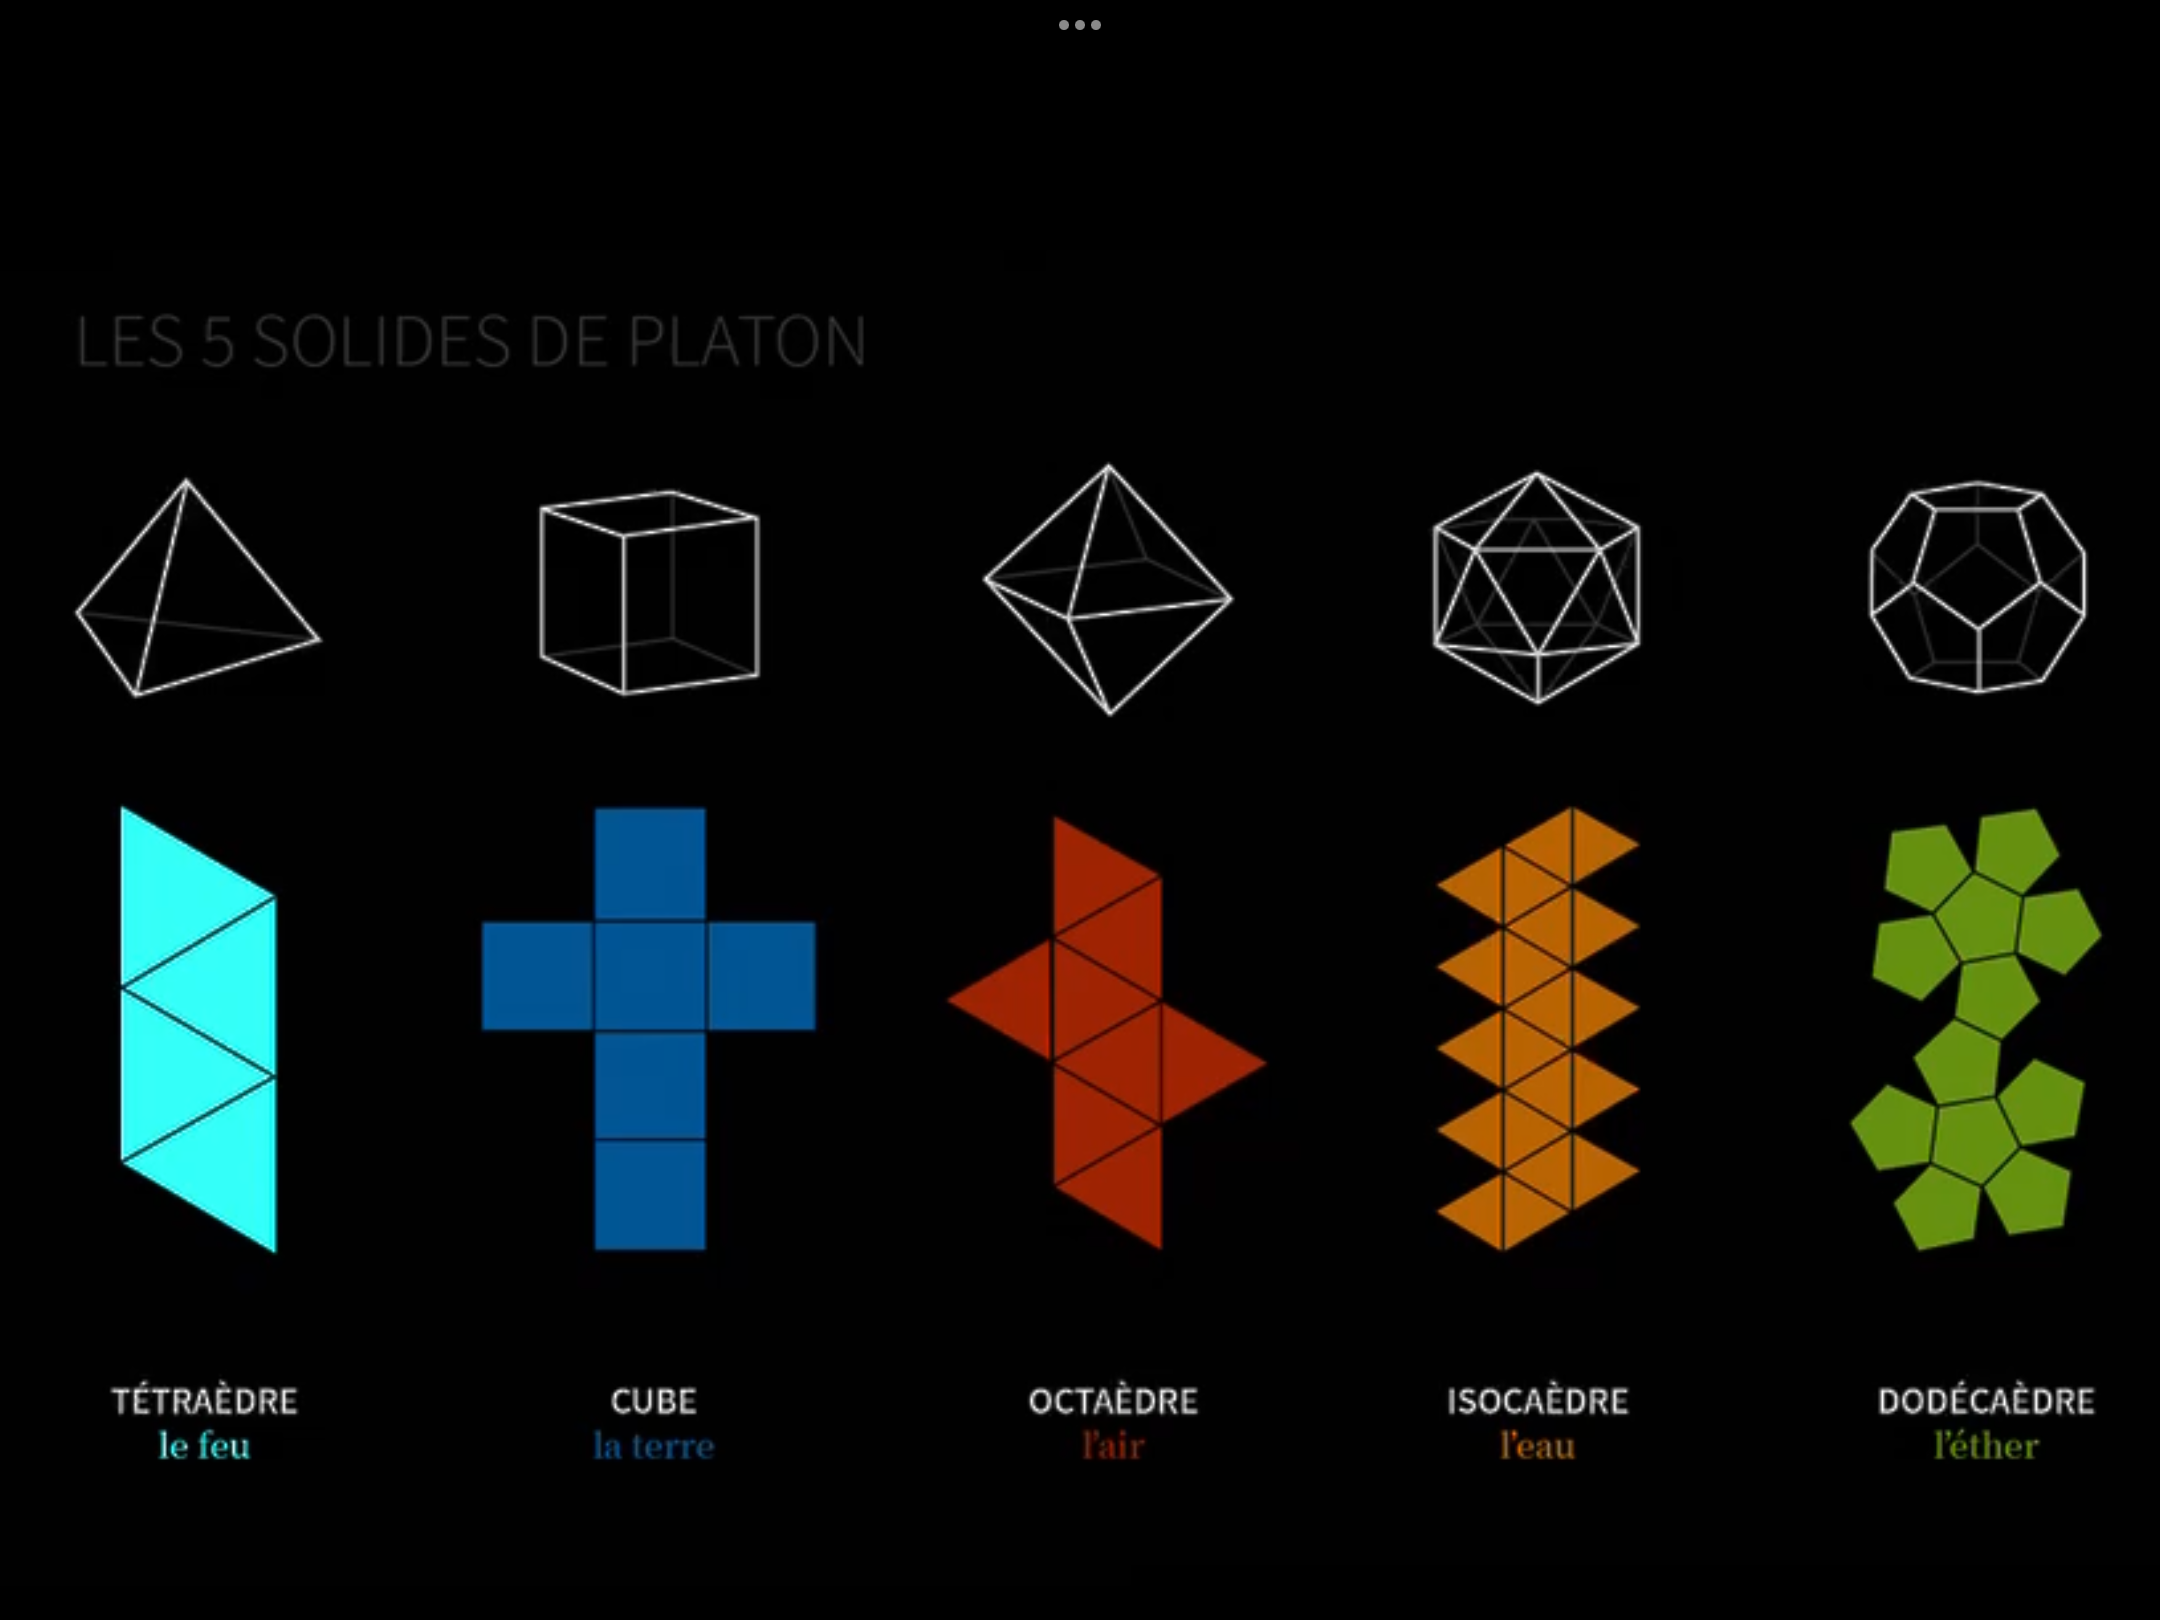 LES 5 SOLIDES DE PLATON
TÉTRAÈDRE
le feu
CUBE
la terre
OCTAÈDRE
l'air
ISOCAÈDRE
l'eau
DODÉCAÈDRE
l'éther